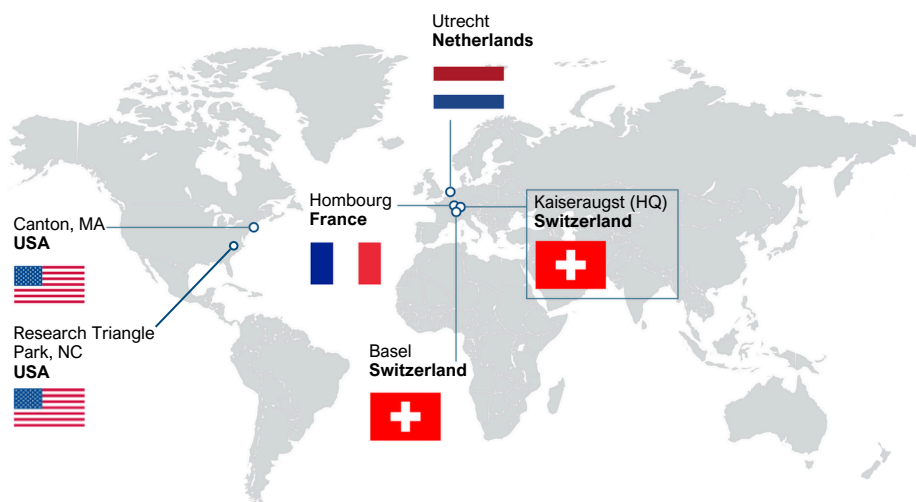 Utrecht
Netherlands
Hombourg
France
Kaiseraugst (HQ)
Switzerland
Canton, MA
USA
Research Triangle
Park, NC
USA
Basel
Switzerland